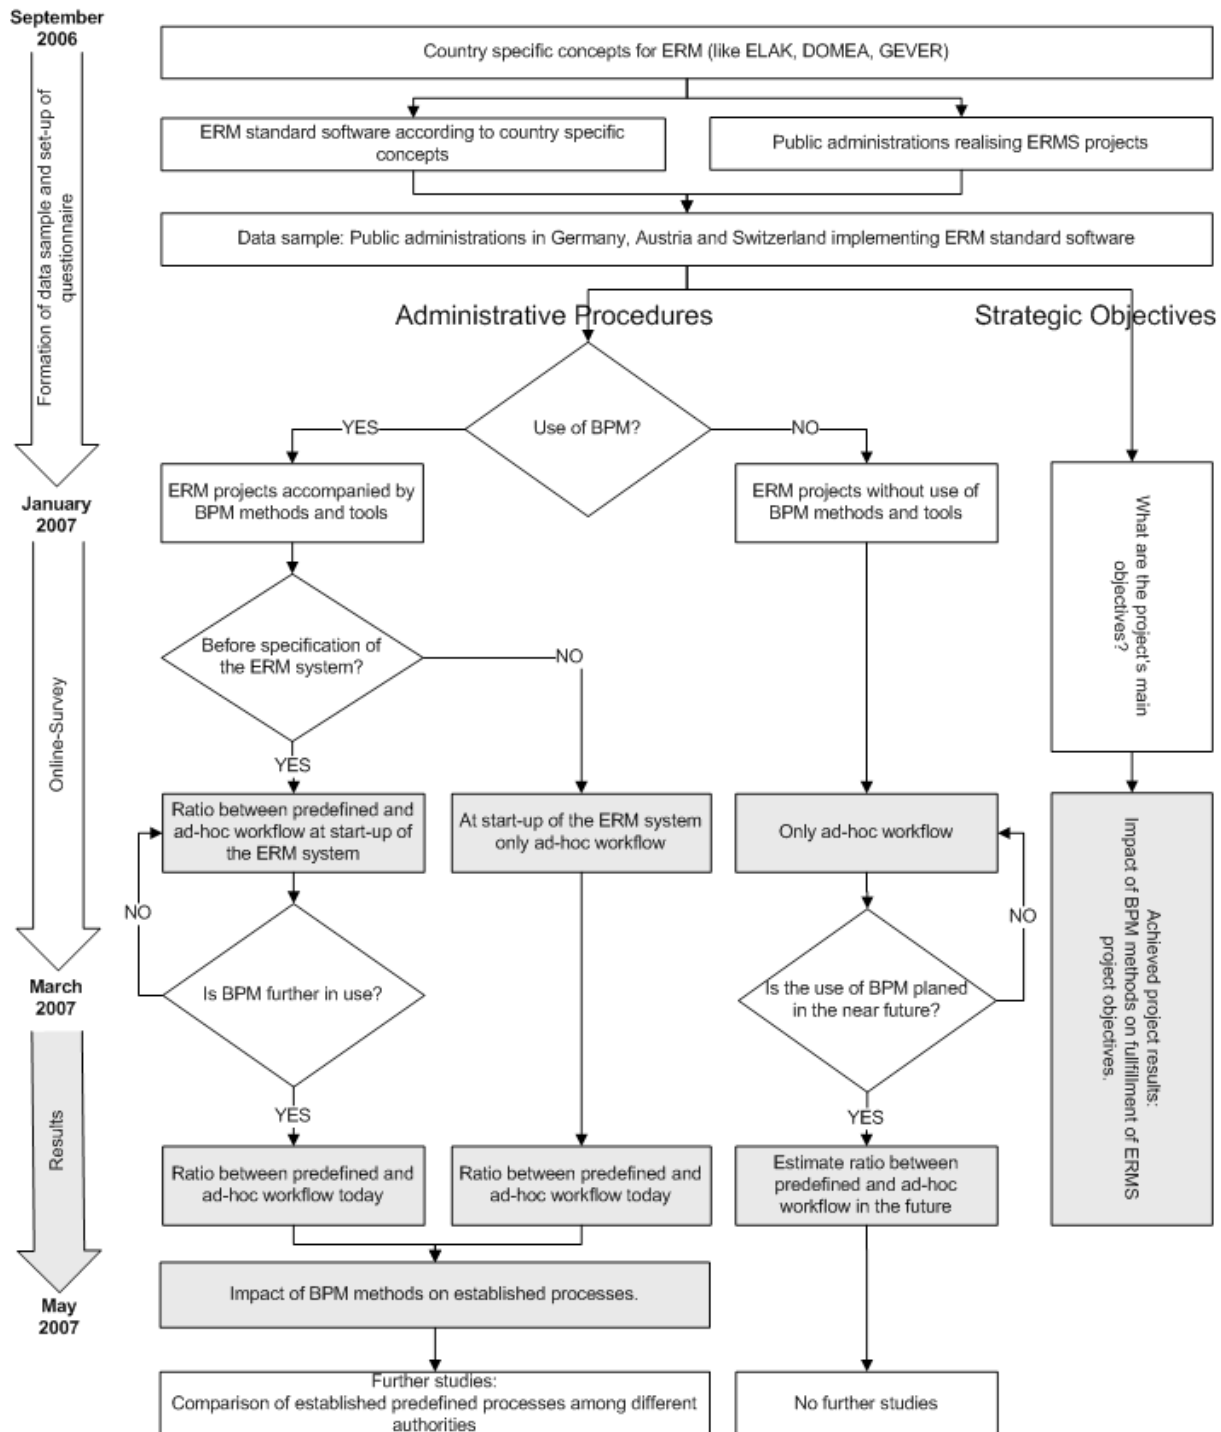 September
2006
Country specific concepts for ERM (like ELAK, DOMEA, GEVER)
ERM standard software according to country specific
concepts
Public administrations realising ERMS projects
Data sample: Public administrations in Germany, Austria and Switzerland implementing ERM standard software
Formation of data sample and set-up of
questionnaire
Administrative Procedures
Strategic Objectives
Use of BPM?
YES
NO
ERM projects accompanied by
BPM methods and tools
ERM projects without use of
BPM methods and tools
January
2007
What are the project's main
objectives?
Before specification of
the ERM system?
NO
YES
Online-Survey
Ratio between predefined and
ad-hoc workflow at start-up of
the ERM system
At start-up of the ERM system
only ad-hoc workflow
Only ad-hoc workflow
NO
NO
Achieved project results:
Impact of BPM methods on fullfillment of ERMS
project objectives.
Is BPM further in use?
Is the use of BPM planed
in the near future?
March
2007
YES
YES
Results
Ratio between predefined and
ad-hoc workflow today
Ratio between predefined and
ad-hoc workflow today
Estimate ratio between
predefined and ad-hoc
workflow in the future
Impact of BPM methods on established processes.
May
2007
Further studies:
Comparison of established predefined processes among different
authorities
No further studies